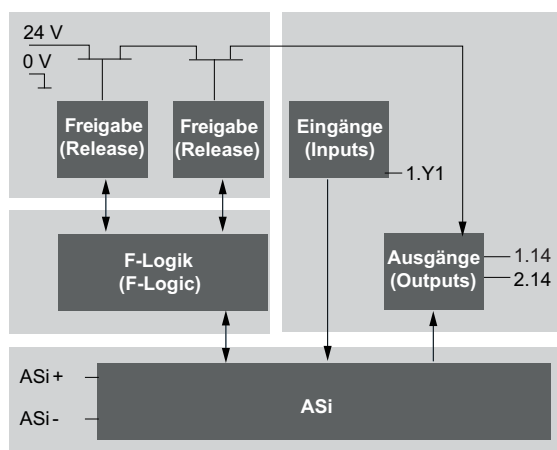 24 V
0 V
Freigabe
(Release)
Freigabe
(Release)
Eingänge
(Inputs)
1.Y1
F-Logik
(F-Logic)
Ausgänge
(Outputs)
1.14
2.14
ASi+
ASi-
ASi